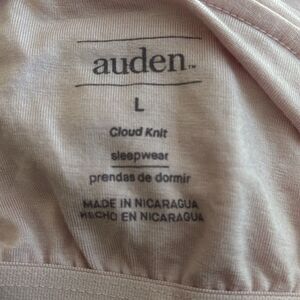 auden™
L
Cloud Knit
sleepwear
prendas de dormir
MADE IN NICARAGUA
HECHO EN NICARAGUA